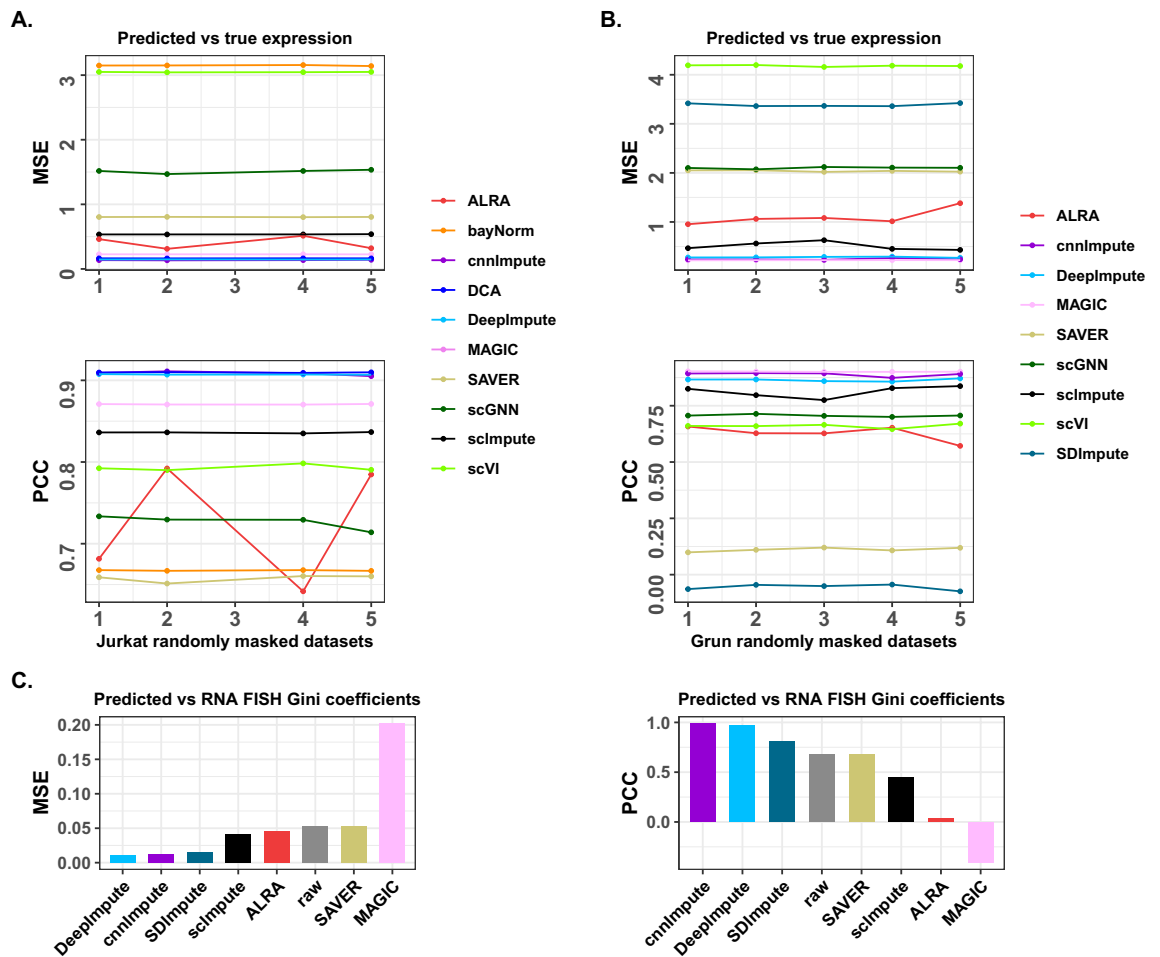 A.
Predicted vs true expression
MSE
3
2
1
0
1 2 3 4 5
PCC
0.9
0.8
0.7
1 2 3 4 5
Jurkat randomly masked datasets
ALRA
bayNorm
cnnImpute
DCA
DeepImpute
MAGIC
SAVER
scGNN
scImpute
scVI
B.
Predicted vs true expression
MSE
4
3
2
1
1 2 3 4 5
PCC
0.75
0.50
0.25
0.00
1 2 3 4 5
Grun randomly masked datasets
ALRA
cnnImpute
DeepImpute
MAGIC
SAVER
scGNN
scImpute
scVI
SDImpute
C.
Predicted vs RNA FISH Gini coefficients
MSE
0.20
0.15
0.10
0.05
0.00
DeepImpute
cnnImpute
SDImpute
scImpute
ALRA
raw
SAVER
MAGIC
Predicted vs RNA FISH Gini coefficients
PCC
1.0
0.5
0.0
cnnImpute
DeepImpute
SDImpute
raw
SAVER
scImpute
ALRA
MAGIC